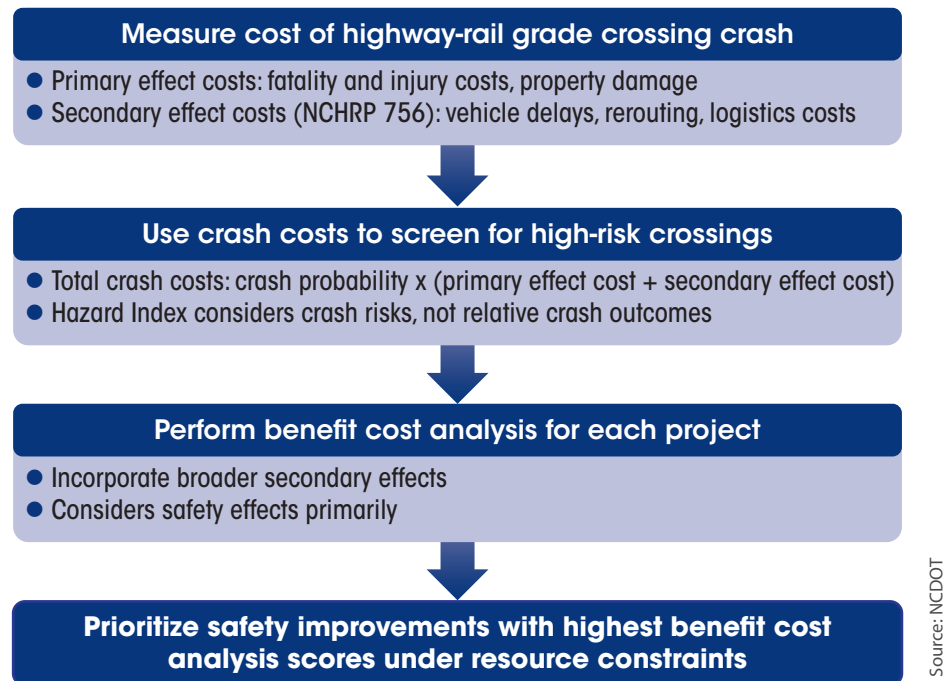 Measure cost of highway-rail grade crossing crash
● Primary effect costs: fatality and injury costs, property damage
● Secondary effect costs (NCHRP 756): vehicle delays, rerouting, logistics costs
Use crash costs to screen for high-risk crossings
● Total crash costs: crash probability x (primary effect cost + secondary effect cost)
● Hazard Index considers crash risks, not relative crash outcomes
Perform benefit cost analysis for each project
● Incorporate broader secondary effects
● Considers safety effects primarily
Prioritize safety improvements with highest benefit cost
analysis scores under resource constraints
Source: NCDOT